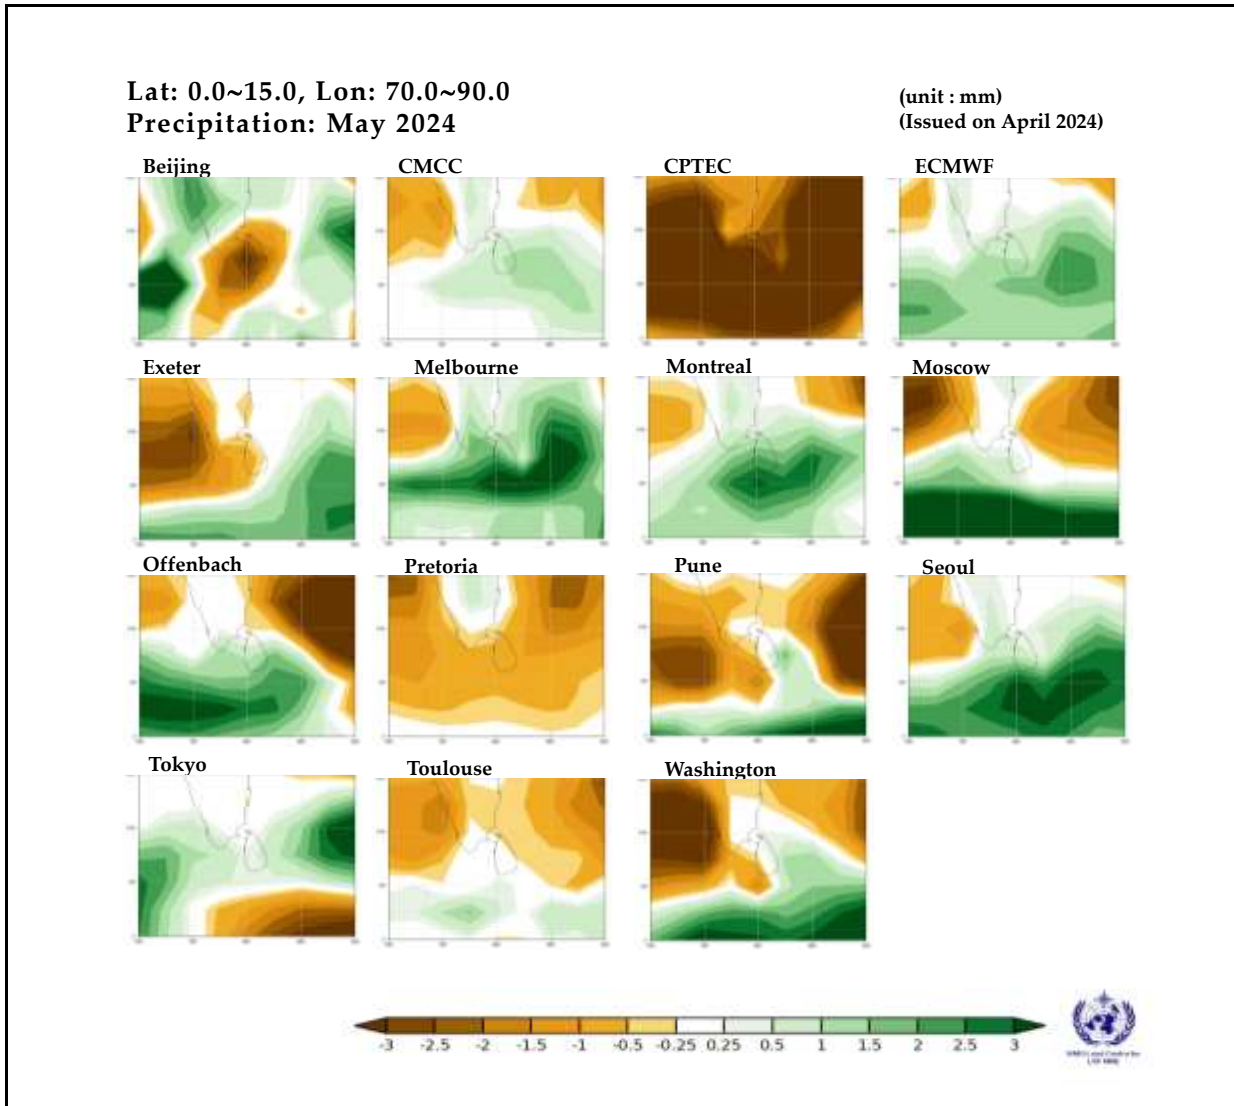 Lat: 0.0~15.0, Lon: 70.0~90.0
Precipitation: May 2024
(unit : mm)
(Issued on April 2024)
Beijing
CMCC
CPTEC
ECMWF
Exeter
Melbourne
Montreal
Moscow
Offenbach
Pretoria
Pune
Seoul
Tokyo
Toulouse
Washington
-3 -2.5 -2 -1.5 -1 -0.5 -0.25 0.25 0.5 1 1.5 2 2.5 3